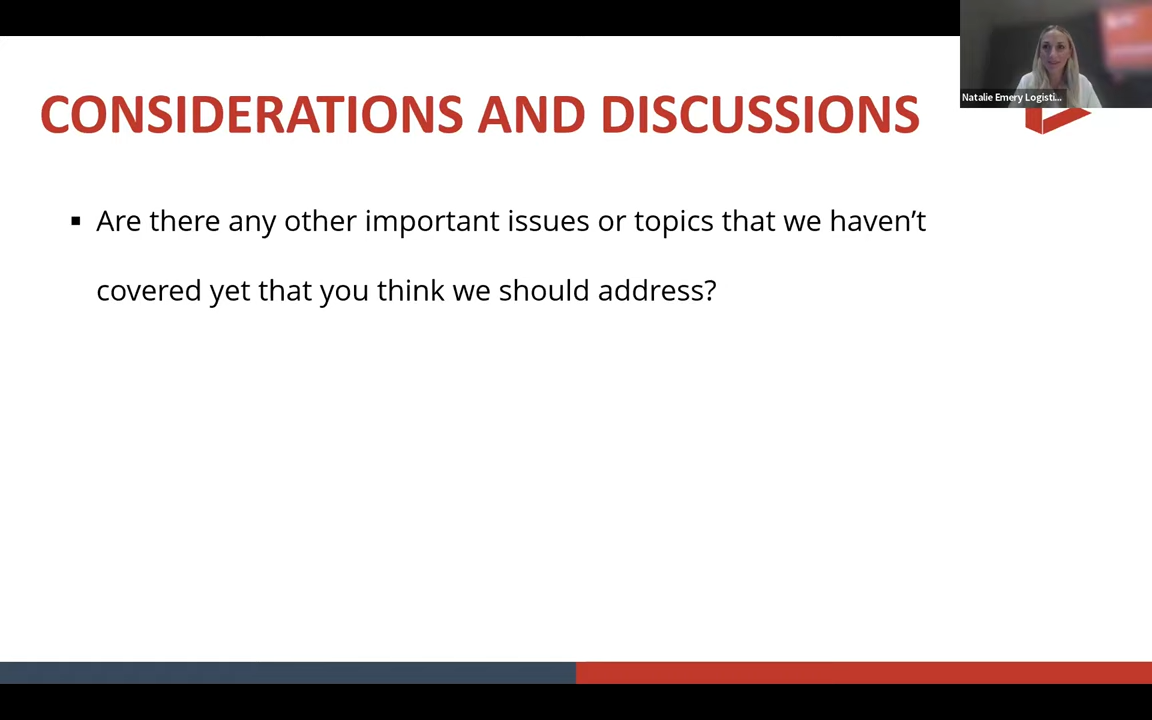 Natalie Emery Logisti...
CONSIDERATIONS AND DISCUSSIONS
▪ Are there any other important issues or topics that we haven’t
covered yet that you think we should address?